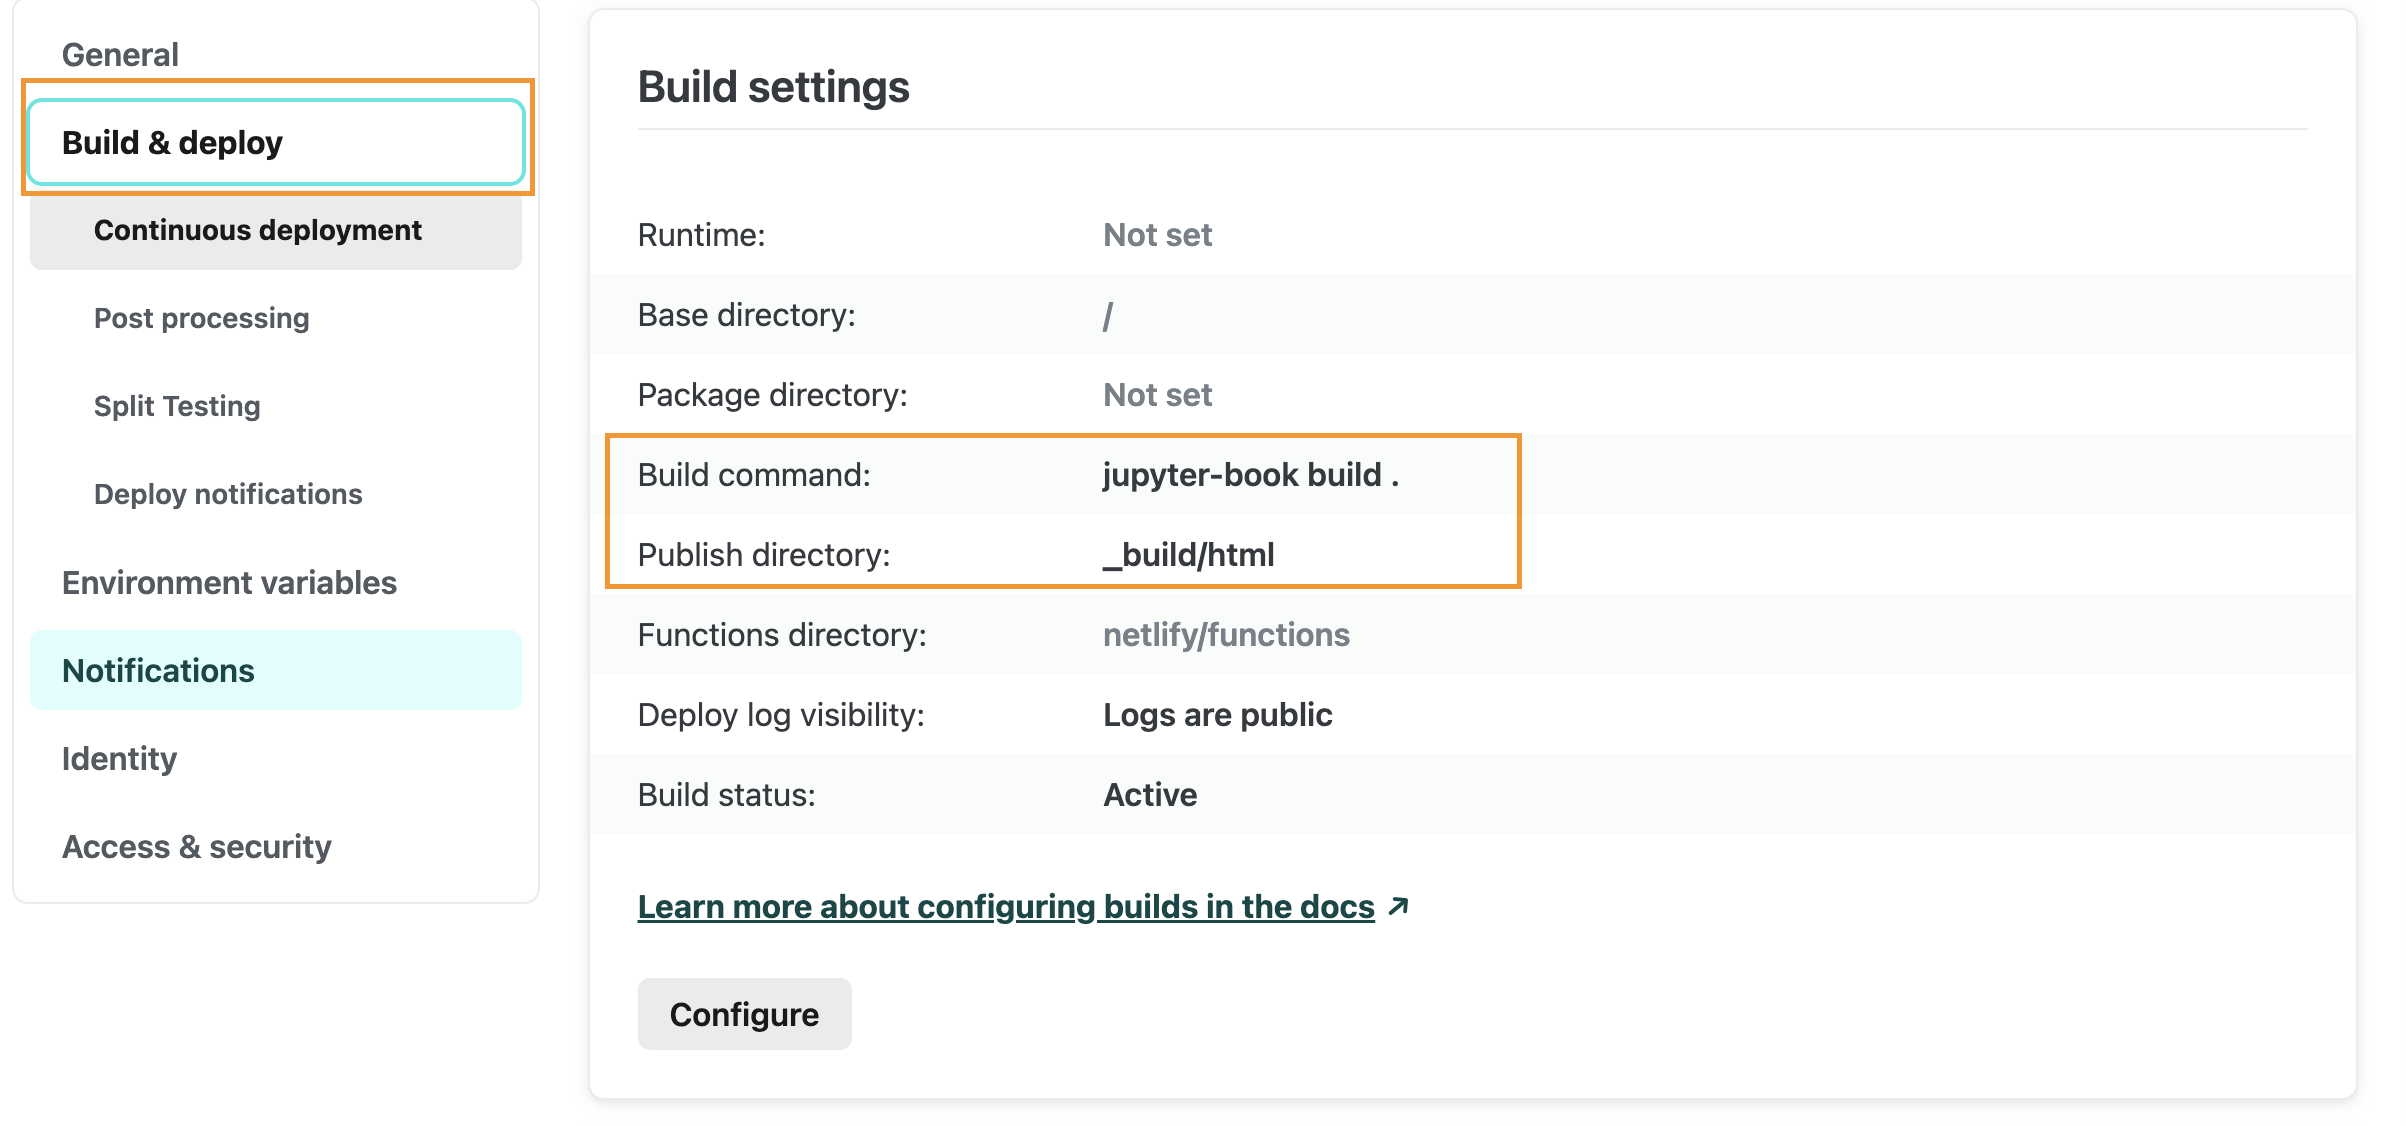 General
Build & deploy
Continuous deployment
Post processing
Split Testing
Deploy notifications
Environment variables
Notifications
Identity
Access & security
Build settings
Runtime: Not set
Base directory: /
Package directory: Not set
Build command: jupyter-book build .
Publish directory: _build/html
Functions directory: netlify/functions
Deploy log visibility: Logs are public
Build status: Active
Learn more about configuring builds in the docs ↗
Configure